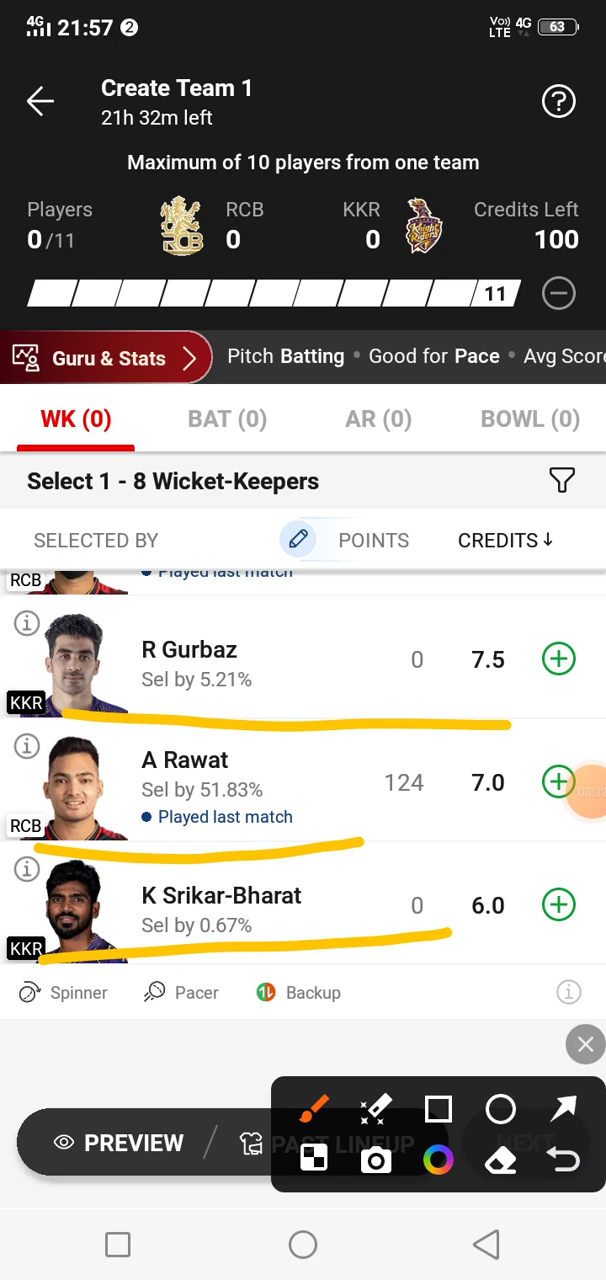 4G 21:57 2 Vo)) LTE 4G 63
Create Team 1
21h 32m left
Maximum of 10 players from one team
Players RCB KKR Credits Left
0/11 0 0 100
RCB Knight Riders
11
Guru & Stats Pitch Batting • Good for Pace • Avg Score
WK (0) BAT (0) AR (0) BOWL (0)
Select 1 - 8 Wicket-Keepers
SELECTED BY POINTS CREDITS↓
RCB • Played last match
R Gurbaz 0 7.5
Sel by 5.21%
KKR
A Rawat
Sel by 51.83% 124 7.0 03:32
RCB • Played last match
K Srikar-Bharat 0 6.0
Sel by 0.67%
KKR
Spinner Pacer Backup
PREVIEW / PAST LINEUP NEXT